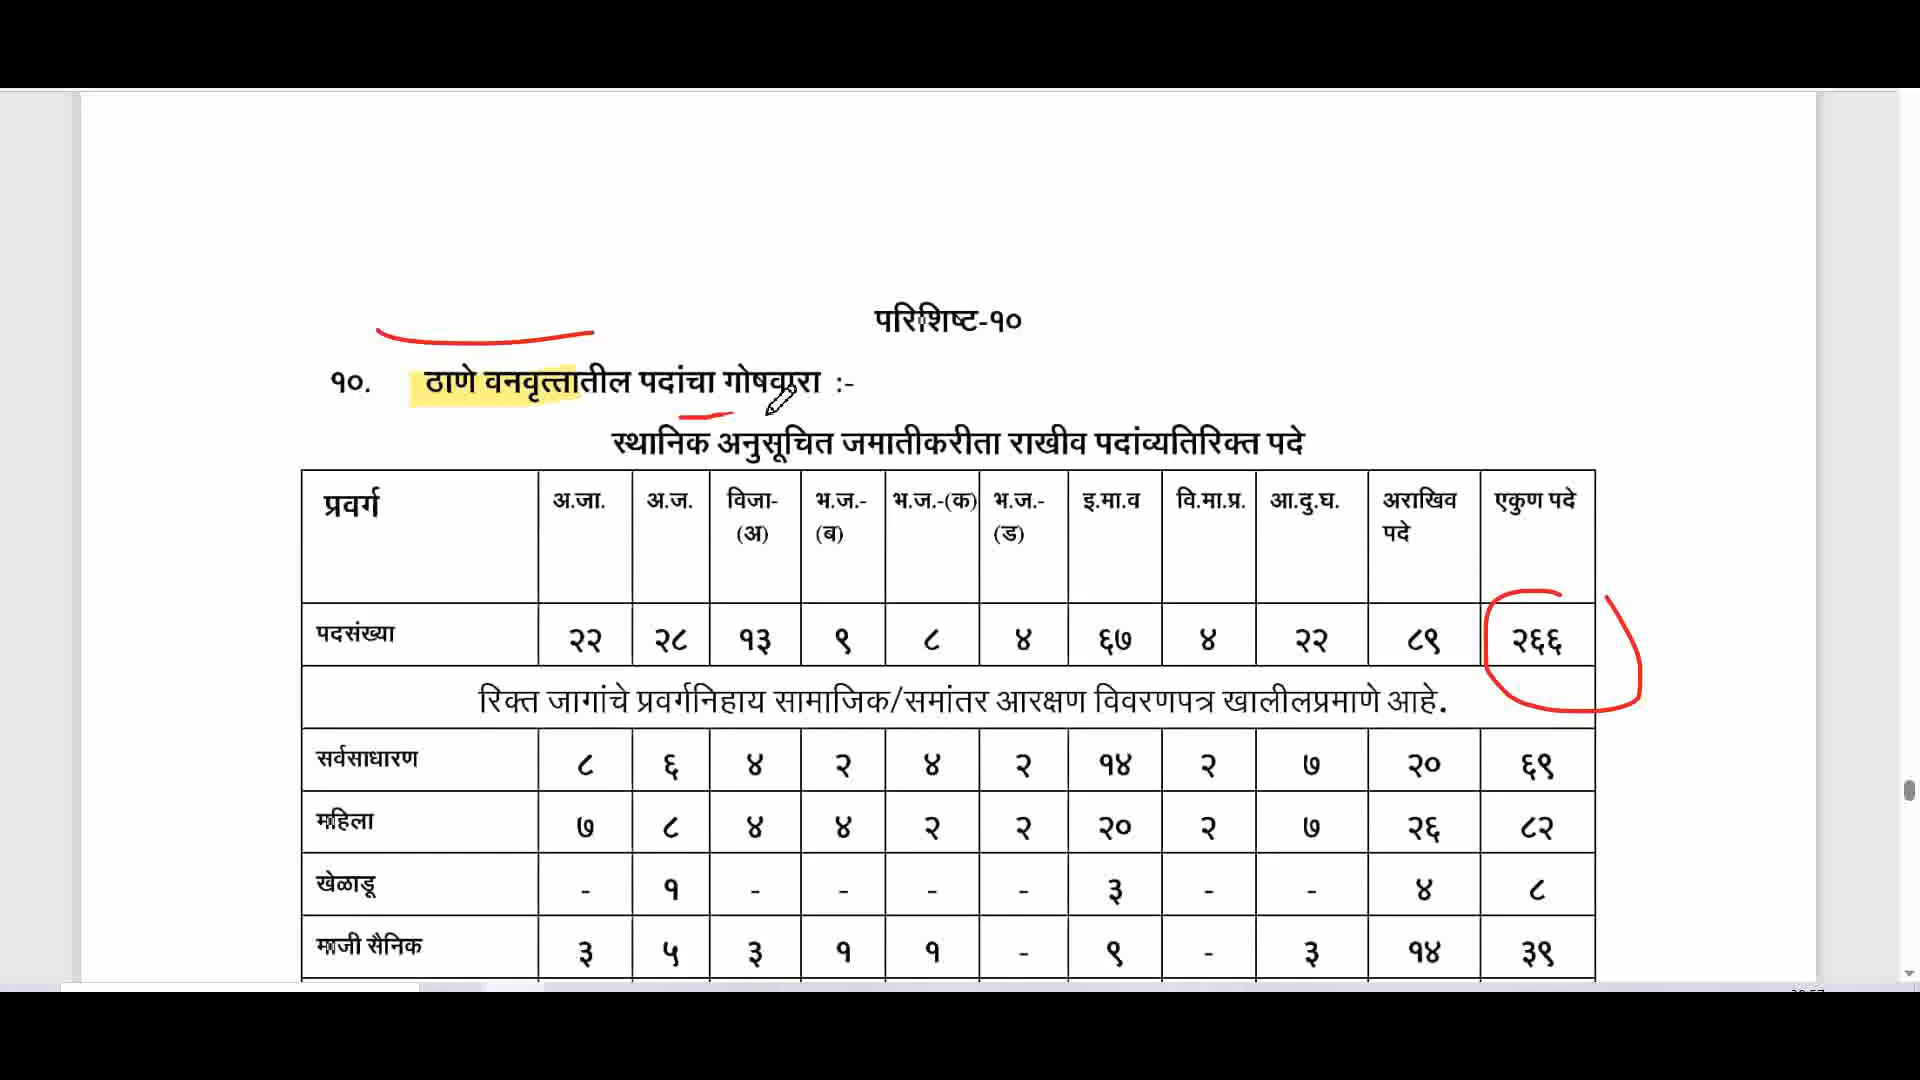 परिशिष्ट-१०
१०. ठाणे वनवृत्तातील पदांचा गोषवारा :-
स्थानिक अनुसूचित जमातीकरीता राखीव पदांव्यतिरिक्त पदे
प्रवर्ग अ.जा. अ.ज. विजा-(अ) भ.ज.-(ब) भ.ज.-(क) भ.ज.-(ड) इ.मा.व वि.मा.प्र. आ.दु.घ. अराखिव पदे एकुण पदे
पदसंख्या २२ २८ १३ ९ ८ ४ ६७ ४ २२ ८९ २६६
रिक्त जागांचे प्रवर्गनिहाय सामाजिक/समांतर आरक्षण विवरणपत्र खालीलप्रमाणे आहे.
सर्वसाधारण ८ ६ ४ २ ४ २ १४ २ ७ २० ६९
महिला ७ ८ ४ ४ २ २ २० २ ७ २६ ८२
खेळाडू - १ - - - - ३ - - ४ ८
माजी सैनिक ३ ५ ३ १ १ - ९ - ३ १४ ३९